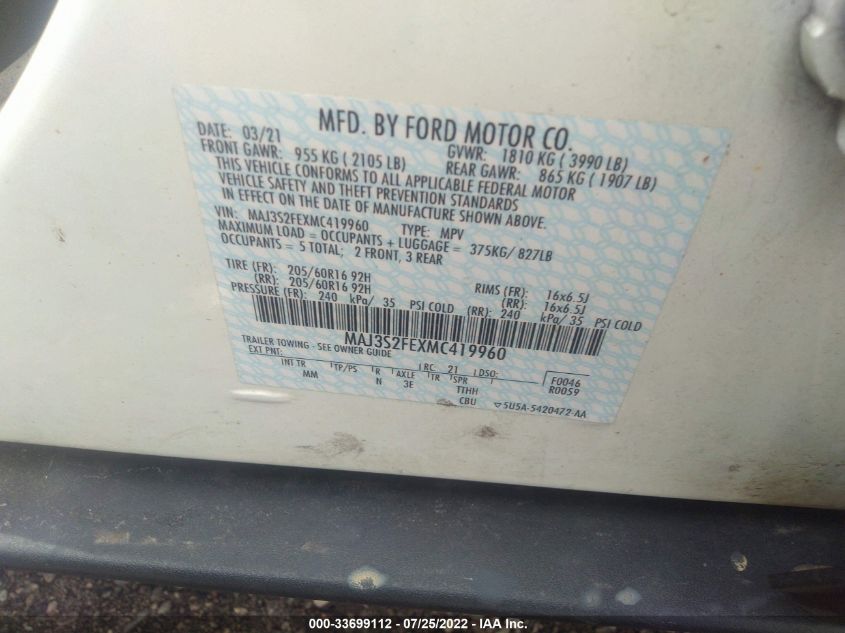 MFD. BY FORD MOTOR CO.
DATE: 03/21
GVWR: 1810 KG ( 3990 LB)
FRONT GAWR: 955 KG ( 2105 LB)
REAR GAWR: 865 KG ( 1907 LB)
THIS VEHICLE CONFORMS TO ALL APPLICABLE FEDERAL MOTOR
VEHICLE SAFETY AND THEFT PREVENTION STANDARDS
IN EFFECT ON THE DATE OF MANUFACTURE SHOWN ABOVE.
VIN: MAJ3S2FEXMC419960 TYPE: MPV
MAXIMUM LOAD = OCCUPANTS + LUGGAGE = 375KG/ 827LB
OCCUPANTS = 5 TOTAL; 2 FRONT, 3 REAR
TIRE (FR): 205/60R16 92H RIMS (FR): 16x6.5J
(RR): 205/60R16 92H (RR): 16x6.5J
PRESSURE (FR): 240 kPa/ 35 PSI COLD (RR): 240 kPa/ 35 PSI COLD
MAJ3S2FEXMC419960
TRAILER TOWING - SEE OWNER GUIDE
EXT PNT: RC: 21 DSO:
INT TR TP/PS R AXLE TR SPR F0046
MM N 3E TTHH R0059
CBU ▽5U5A-5420472-AA
000-33699112 - 07/25/2022 - IAA Inc.